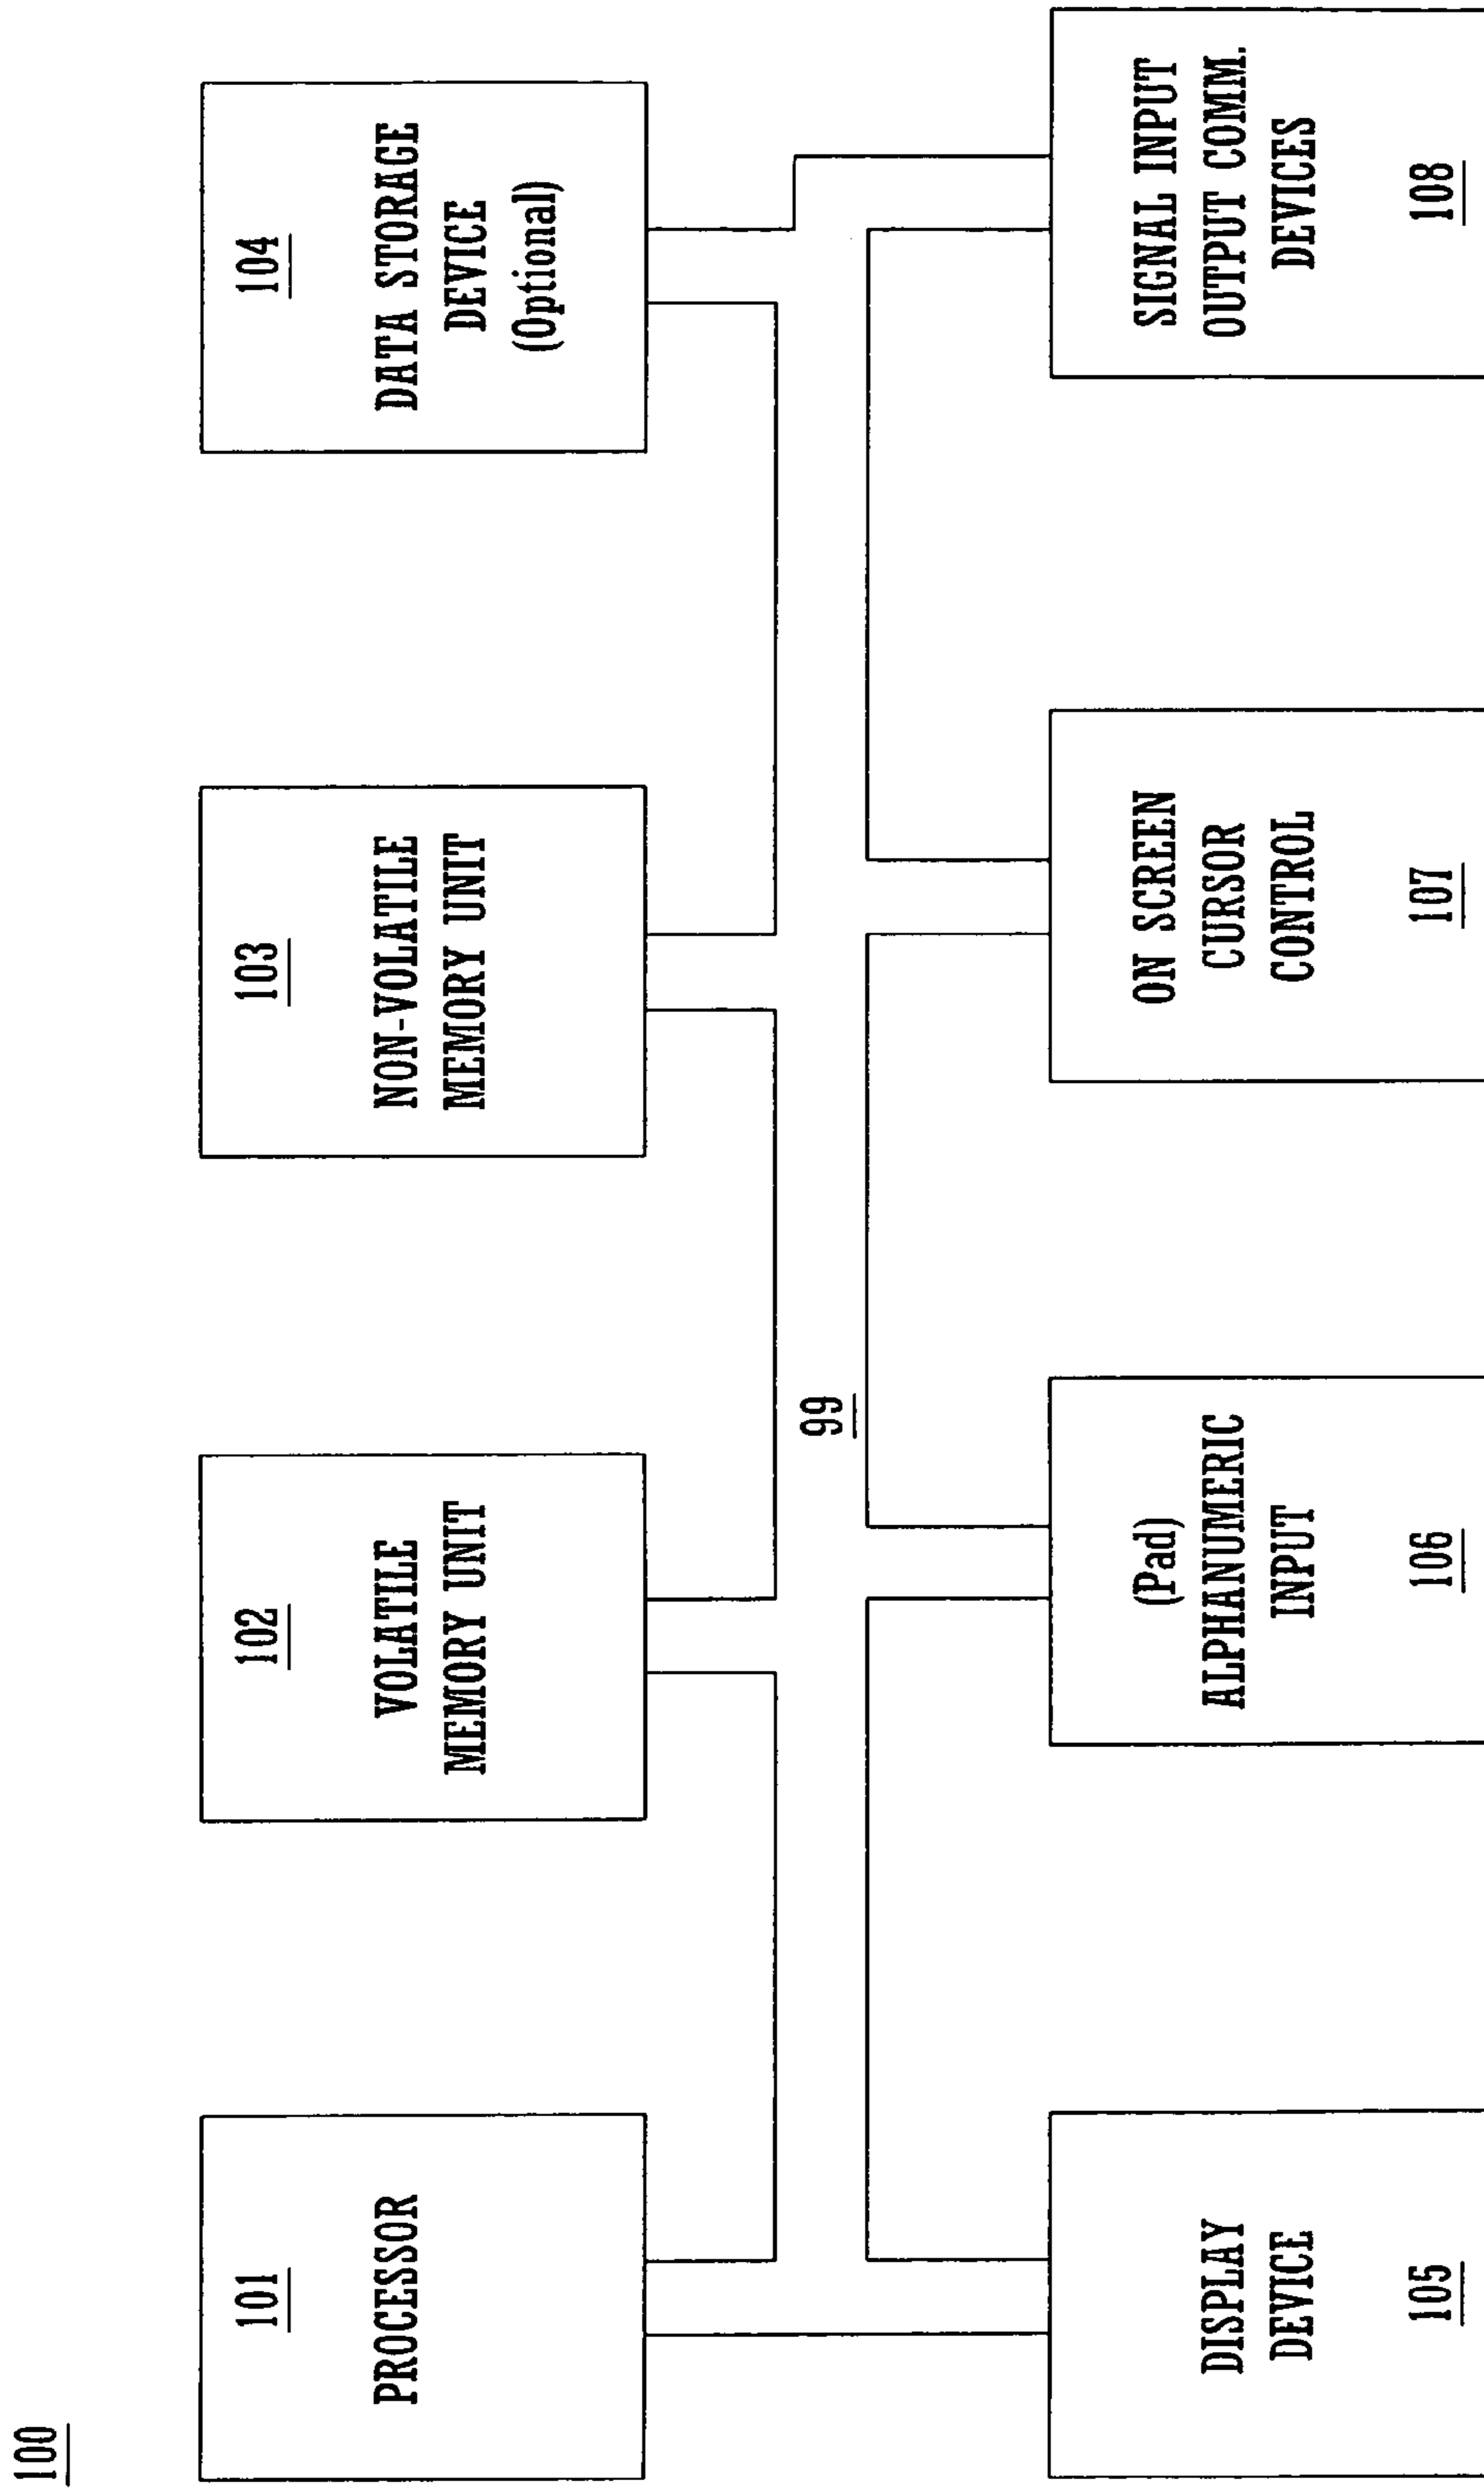 100
101
PROCESSOR
102
VOLATILE
MEMORY UNIT
103
NON-VOLATILE
MEMORY UNIT
104
DATA STORAGE
DEVICE
(Optional)
99
DISPLAY
DEVICE
105
(Pad)
ALPHANUMERIC
INPUT
106
ON SCREEN
CURSOR
CONTROL
107
SIGNAL INPUT
OUTPUT COMM.
DEVICES
108